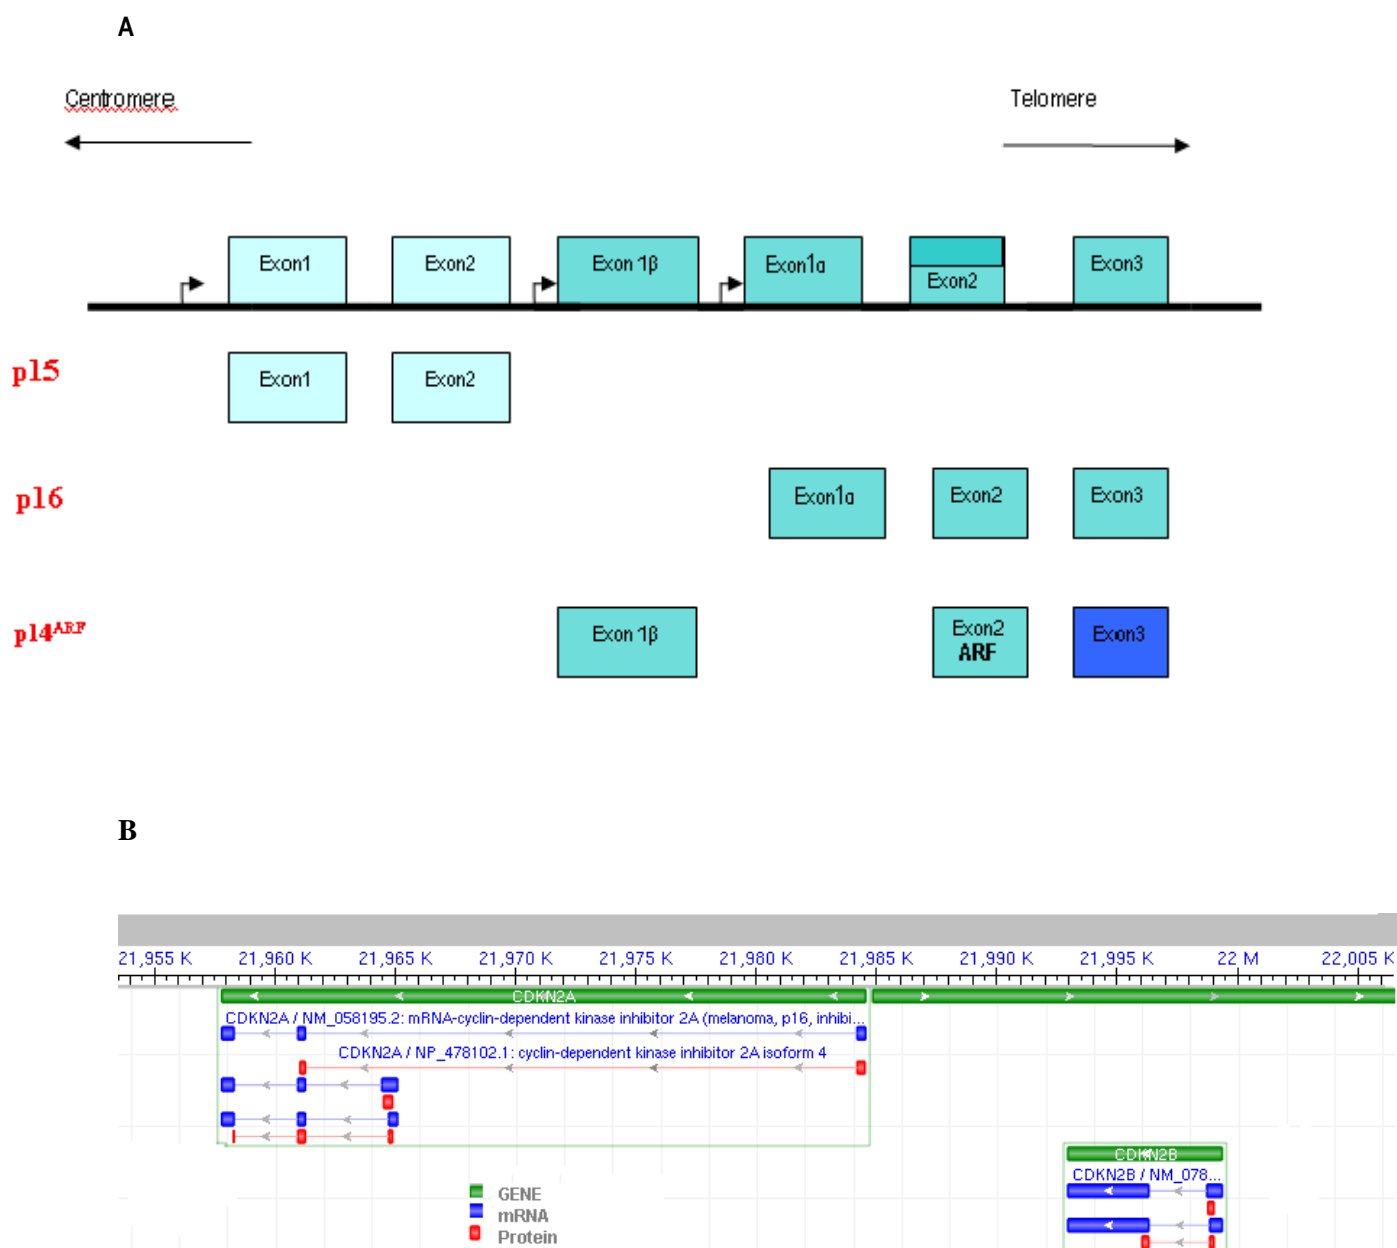 A
Centromere
Telomere
Exon1 Exon2 Exon 1β Exon1α Exon2 Exon3
p15 Exon1 Exon2
p16 Exon1α Exon2 Exon3
p14ARF Exon 1β Exon2 ARF Exon3
B
21,955 K 21,960 K 21,965 K 21,970 K 21,975 K 21,980 K 21,985 K 21,990 K 21,995 K 22 M 22,005 K
CDKN2A
CDKN2A / NM_058195.2: mRNA-cyclin-dependent kinase inhibitor 2A (melanoma, p16, inhibi...
CDKN2A / NP_478102.1: cyclin-dependent kinase inhibitor 2A isoform 4
CDKN2B
CDKN2B / NM_078...
GENE
mRNA
Protein